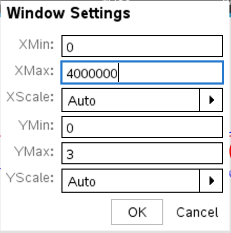 Window Settings
XMin: 0
XMax: 4000000
XScale: Auto
YMin: 0
YMax: 3
YScale: Auto
OK Cancel